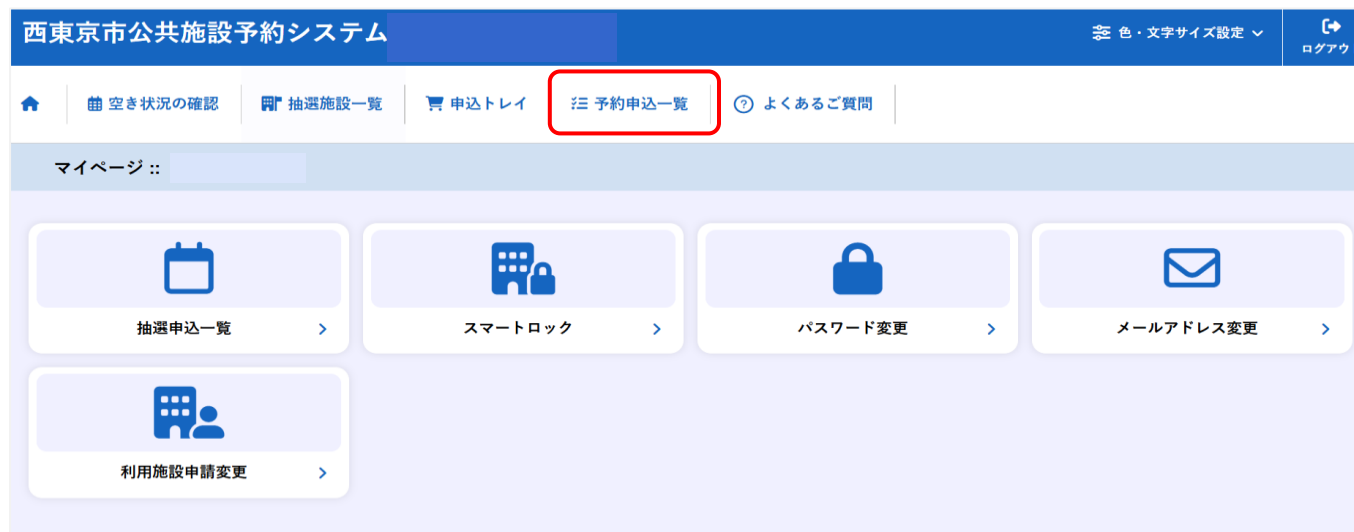 西東京市公共施設予約システム
色・文字サイズ設定
ログアウ
空き状況の確認
抽選施設一覧
申込トレイ
予約申込一覧
よくあるご質問
マイページ ::
抽選申込一覧
スマートロック
パスワード変更
メールアドレス変更
利用施設申請変更